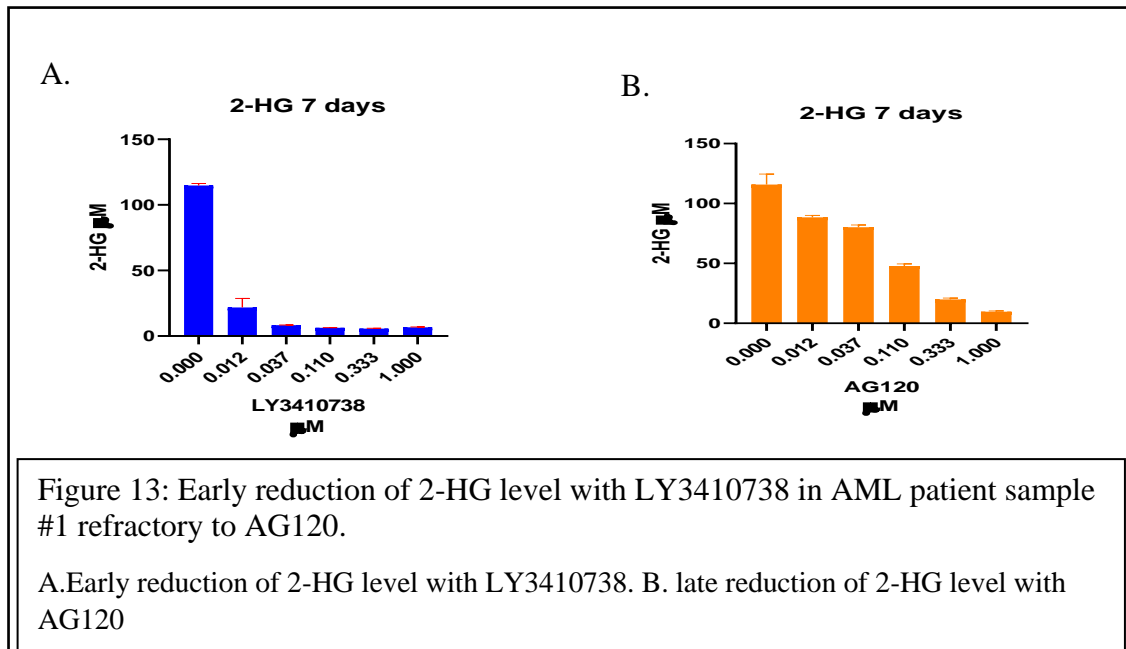 A.
2-HG 7 days
150
100
50
0
2-HG μM
0.000 0.012 0.037 0.110 0.333 1.000
LY3410738
μM
B.
2-HG 7 days
150
100
50
0
2-HG μM
0.000 0.012 0.037 0.110 0.333 1.000
AG120
μM
Figure 13: Early reduction of 2-HG level with LY3410738 in AML patient sample
#1 refractory to AG120.
A.Early reduction of 2-HG level with LY3410738. B. late reduction of 2-HG level with
AG120